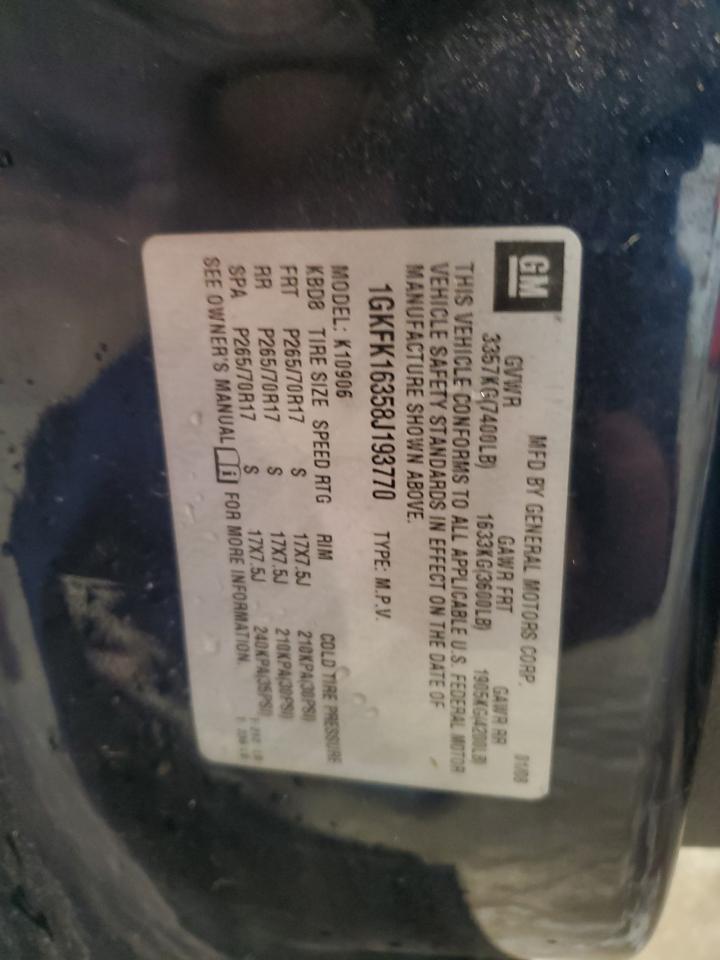 GM
MFD BY GENERAL MOTORS CORP. 01/08
GVWR GAWR FRT GAWR RR
3357KG(7400LB) 1633KG(3600LB) 1905KG(4200LB)
THIS VEHICLE CONFORMS TO ALL APPLICABLE U.S. FEDERAL MOTOR
VEHICLE SAFETY STANDARDS IN EFFECT ON THE DATE OF
MANUFACTURE SHOWN ABOVE.
1GKFK16358J193770 TYPE: M.P.V.
MODEL: K10906
KBD8 TIRE SIZE SPEED RTG RIM COLD TIRE PRESSURE
FRT P265/70R17 S 17X7.5J 210KPA(30PSI)
RR P265/70R17 S 17X7.5J 210KPA(30PSI)
SPA P265/70R17 S 17X7.5J 240KPA(35PSI)
SEE OWNER'S MANUAL i FOR MORE INFORMATION.